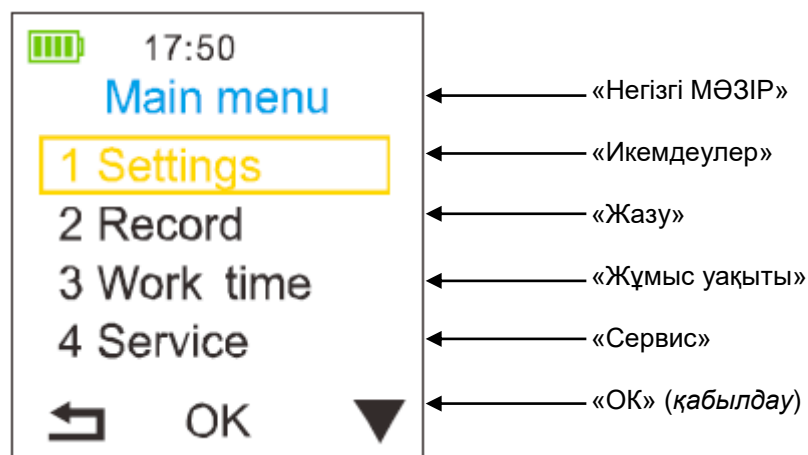 17:50
Main menu
«Негізгі МӘЗІР»
1 Settings
«Икемдеулер»
2 Record
«Жазу»
3 Work time
«Жұмыс уақыты»
4 Service
«Сервис»
OK
«ОК» (қабылдау)